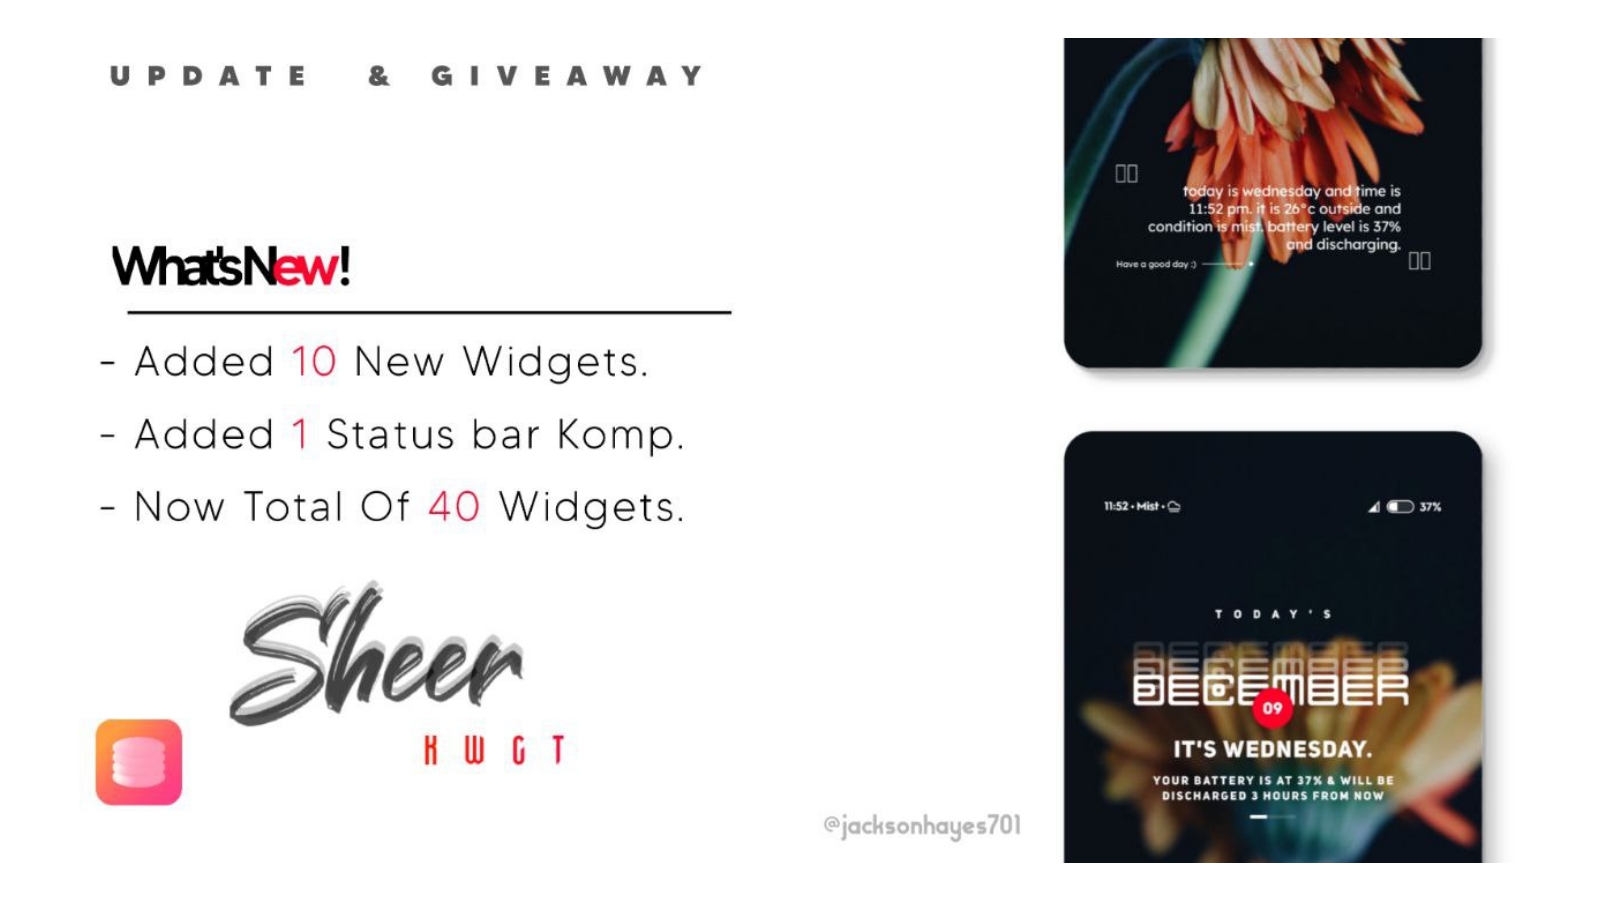 UPDATE & GIVEAWAY
What'sNew!
- Added 10 New Widgets.
- Added 1 Status bar Komp.
- Now Total Of 40 Widgets.
Sheer
KWGT
@jacksonhayes701
today is wednesday and time is
11:52 pm. it is 26°c outside and
condition is mist. battery level is 37%
and discharging.
Have a good day :)
11:52 • Mist •
37%
TODAY'S
DECEMBER
09
IT'S WEDNESDAY.
YOUR BATTERY IS AT 37% & WILL BE
DISCHARGED 3 HOURS FROM NOW